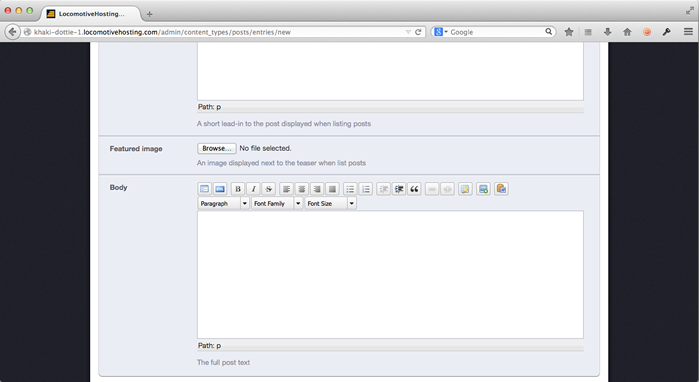 LocomotiveHosting...
khaki-dottie-1.locomotivehosting.com/admin/content_types/posts/entries/new
Google
Path: p
A short lead-in to the post displayed when listing posts
Featured image
Browse... No file selected.
An image displayed next to the teaser when list posts
Body
B I S
Paragraph Font Family Font Size
Path: p
The full post text